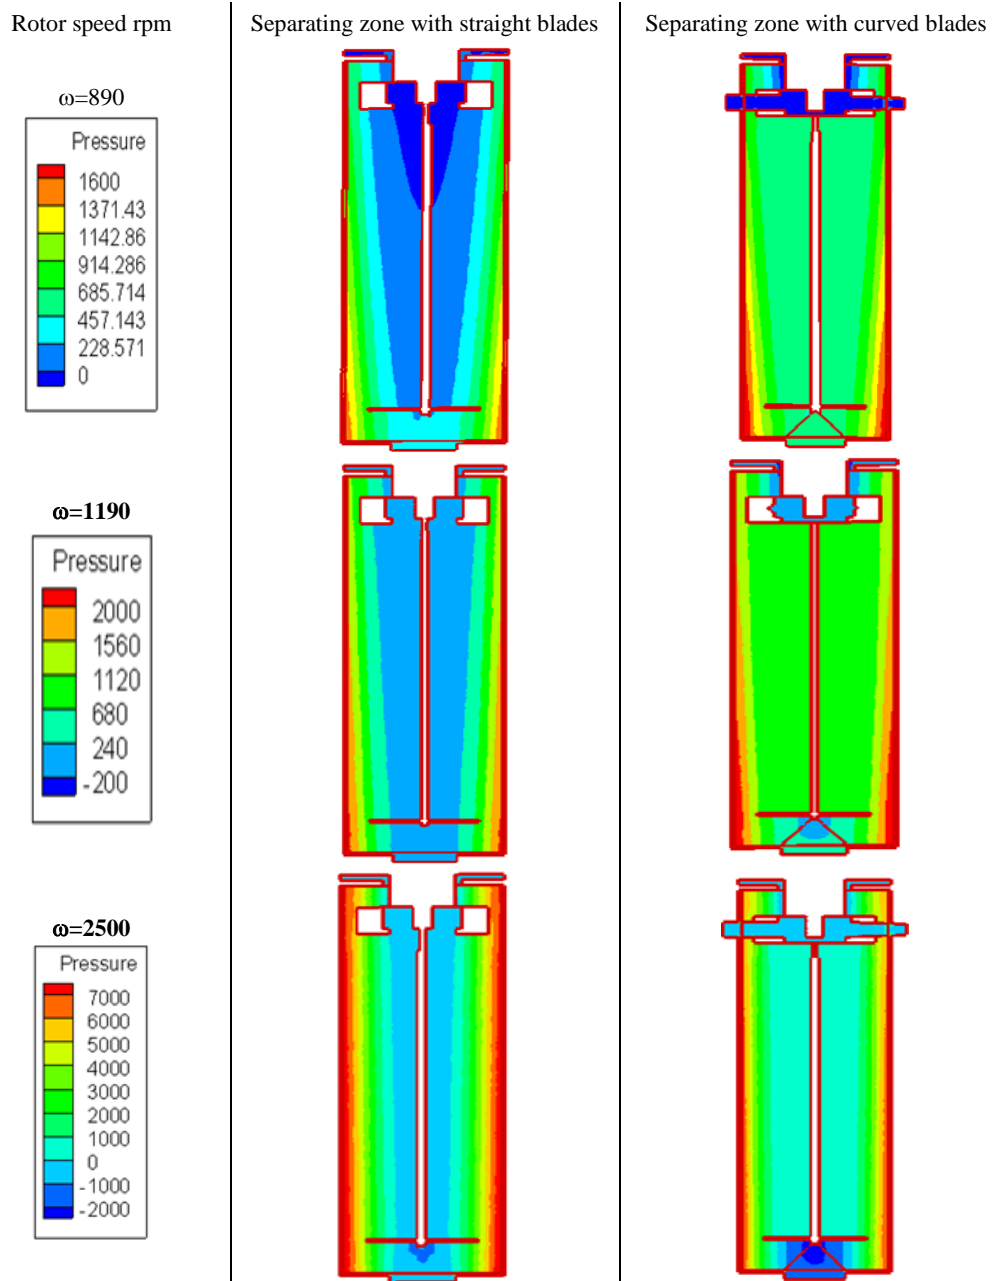 Rotor speed rpm
Separating zone with straight blades
Separating zone with curved blades
ω=890
Pressure
1600
1371.43
1142.86
914.286
685.714
457.143
228.571
0
ω=1190
Pressure
2000
1560
1120
680
240
-200
ω=2500
Pressure
7000
6000
5000
4000
3000
2000
1000
0
-1000
-2000